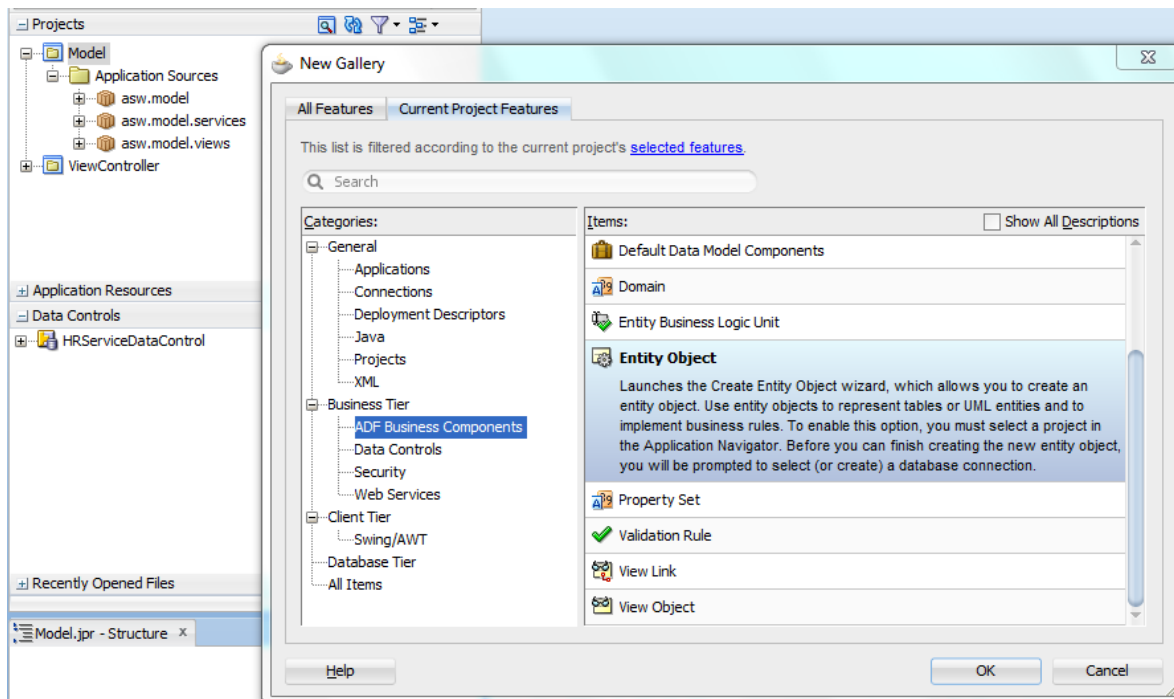 Projects
Model
Application Sources
asw.model
asw.model.services
asw.model.views
ViewController
Application Resources
Data Controls
HRServiceDataControl
Recently Opened Files
Model.jpr - Structure x
New Gallery
All Features Current Project Features
This list is filtered according to the current project's selected features.
Search
Categories:
General
Applications
Connections
Deployment Descriptors
Java
Projects
XML
Business Tier
ADF Business Components
Data Controls
Security
Web Services
Client Tier
Swing/AWT
Database Tier
All Items
Items: Show All Descriptions
Default Data Model Components
Domain
Entity Business Logic Unit
Entity Object
Launches the Create Entity Object wizard, which allows you to create an
entity object. Use entity objects to represent tables or UML entities and to
implement business rules. To enable this option, you must select a project in
the Application Navigator. Before you can finish creating the new entity object,
you will be prompted to select (or create) a database connection.
Property Set
Validation Rule
View Link
View Object
Help OK Cancel